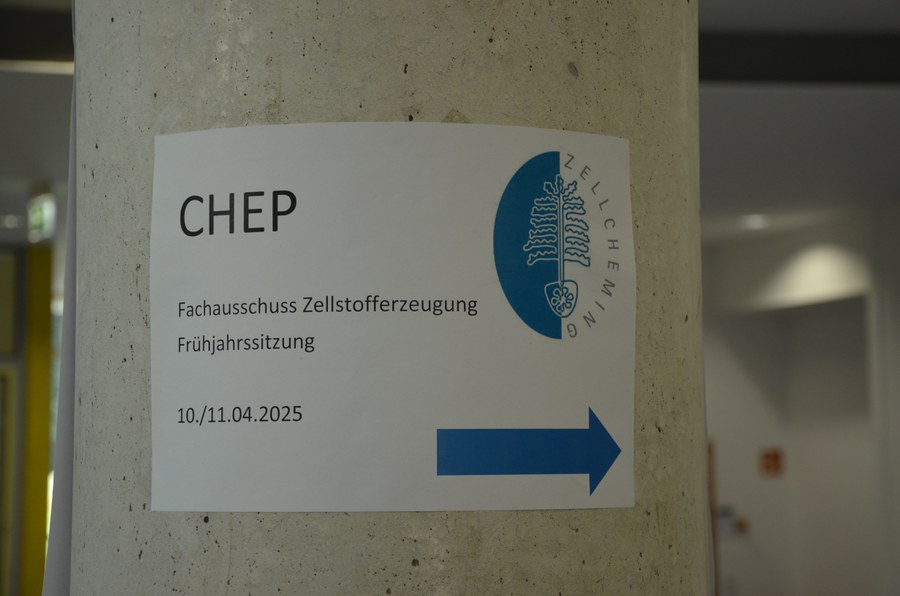 CHEP
ZELLCHEMING
Fachausschuss Zellstofferzeugung
Frühjahrssitzung
10./11.04.2025